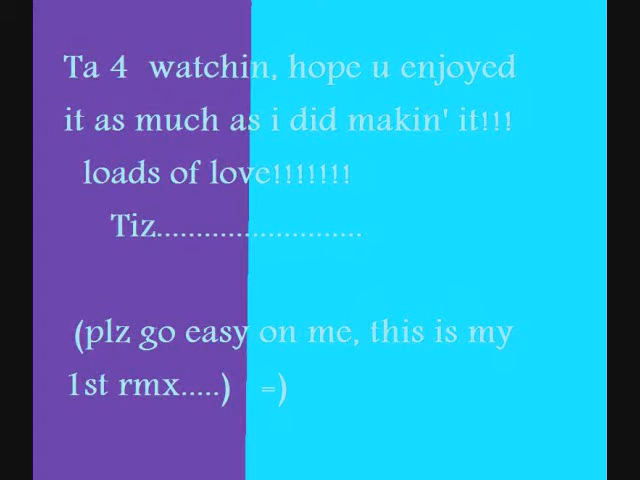 Ta 4  watchin, hope u enjoyed
it as much as i did makin' it!!!
loads of love!!!!!!!
Tiz..........................
(plz go easy on me, this is my
1st rmx.....)   =)